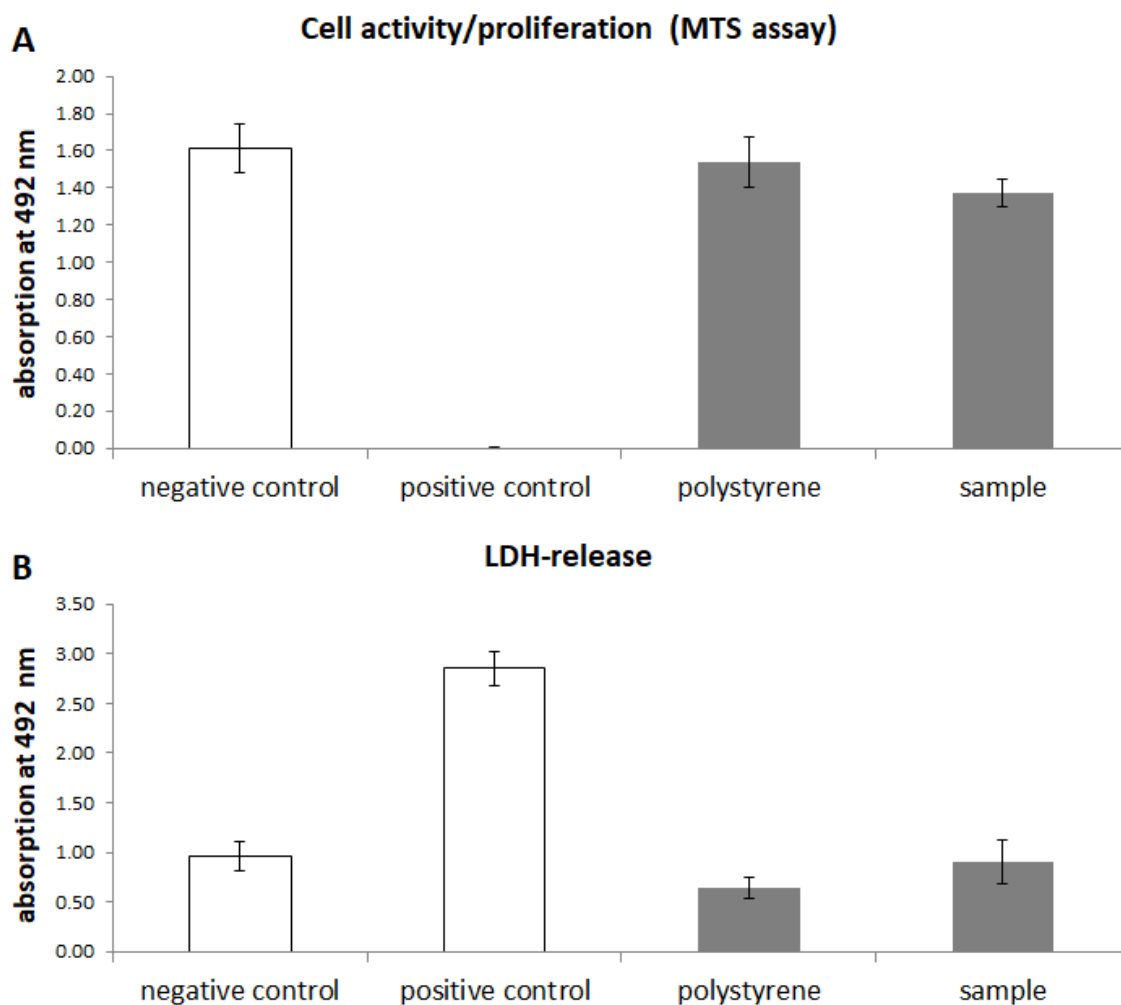 A
Cell activity/proliferation (MTS assay)
absorption at 492 nm
2.00
1.80
1.60
1.40
1.20
1.00
0.80
0.60
0.40
0.20
0.00
negative control
positive control
polystyrene
sample
B
LDH-release
absorption at 492 nm
3.50
3.00
2.50
2.00
1.50
1.00
0.50
0.00
negative control
positive control
polystyrene
sample